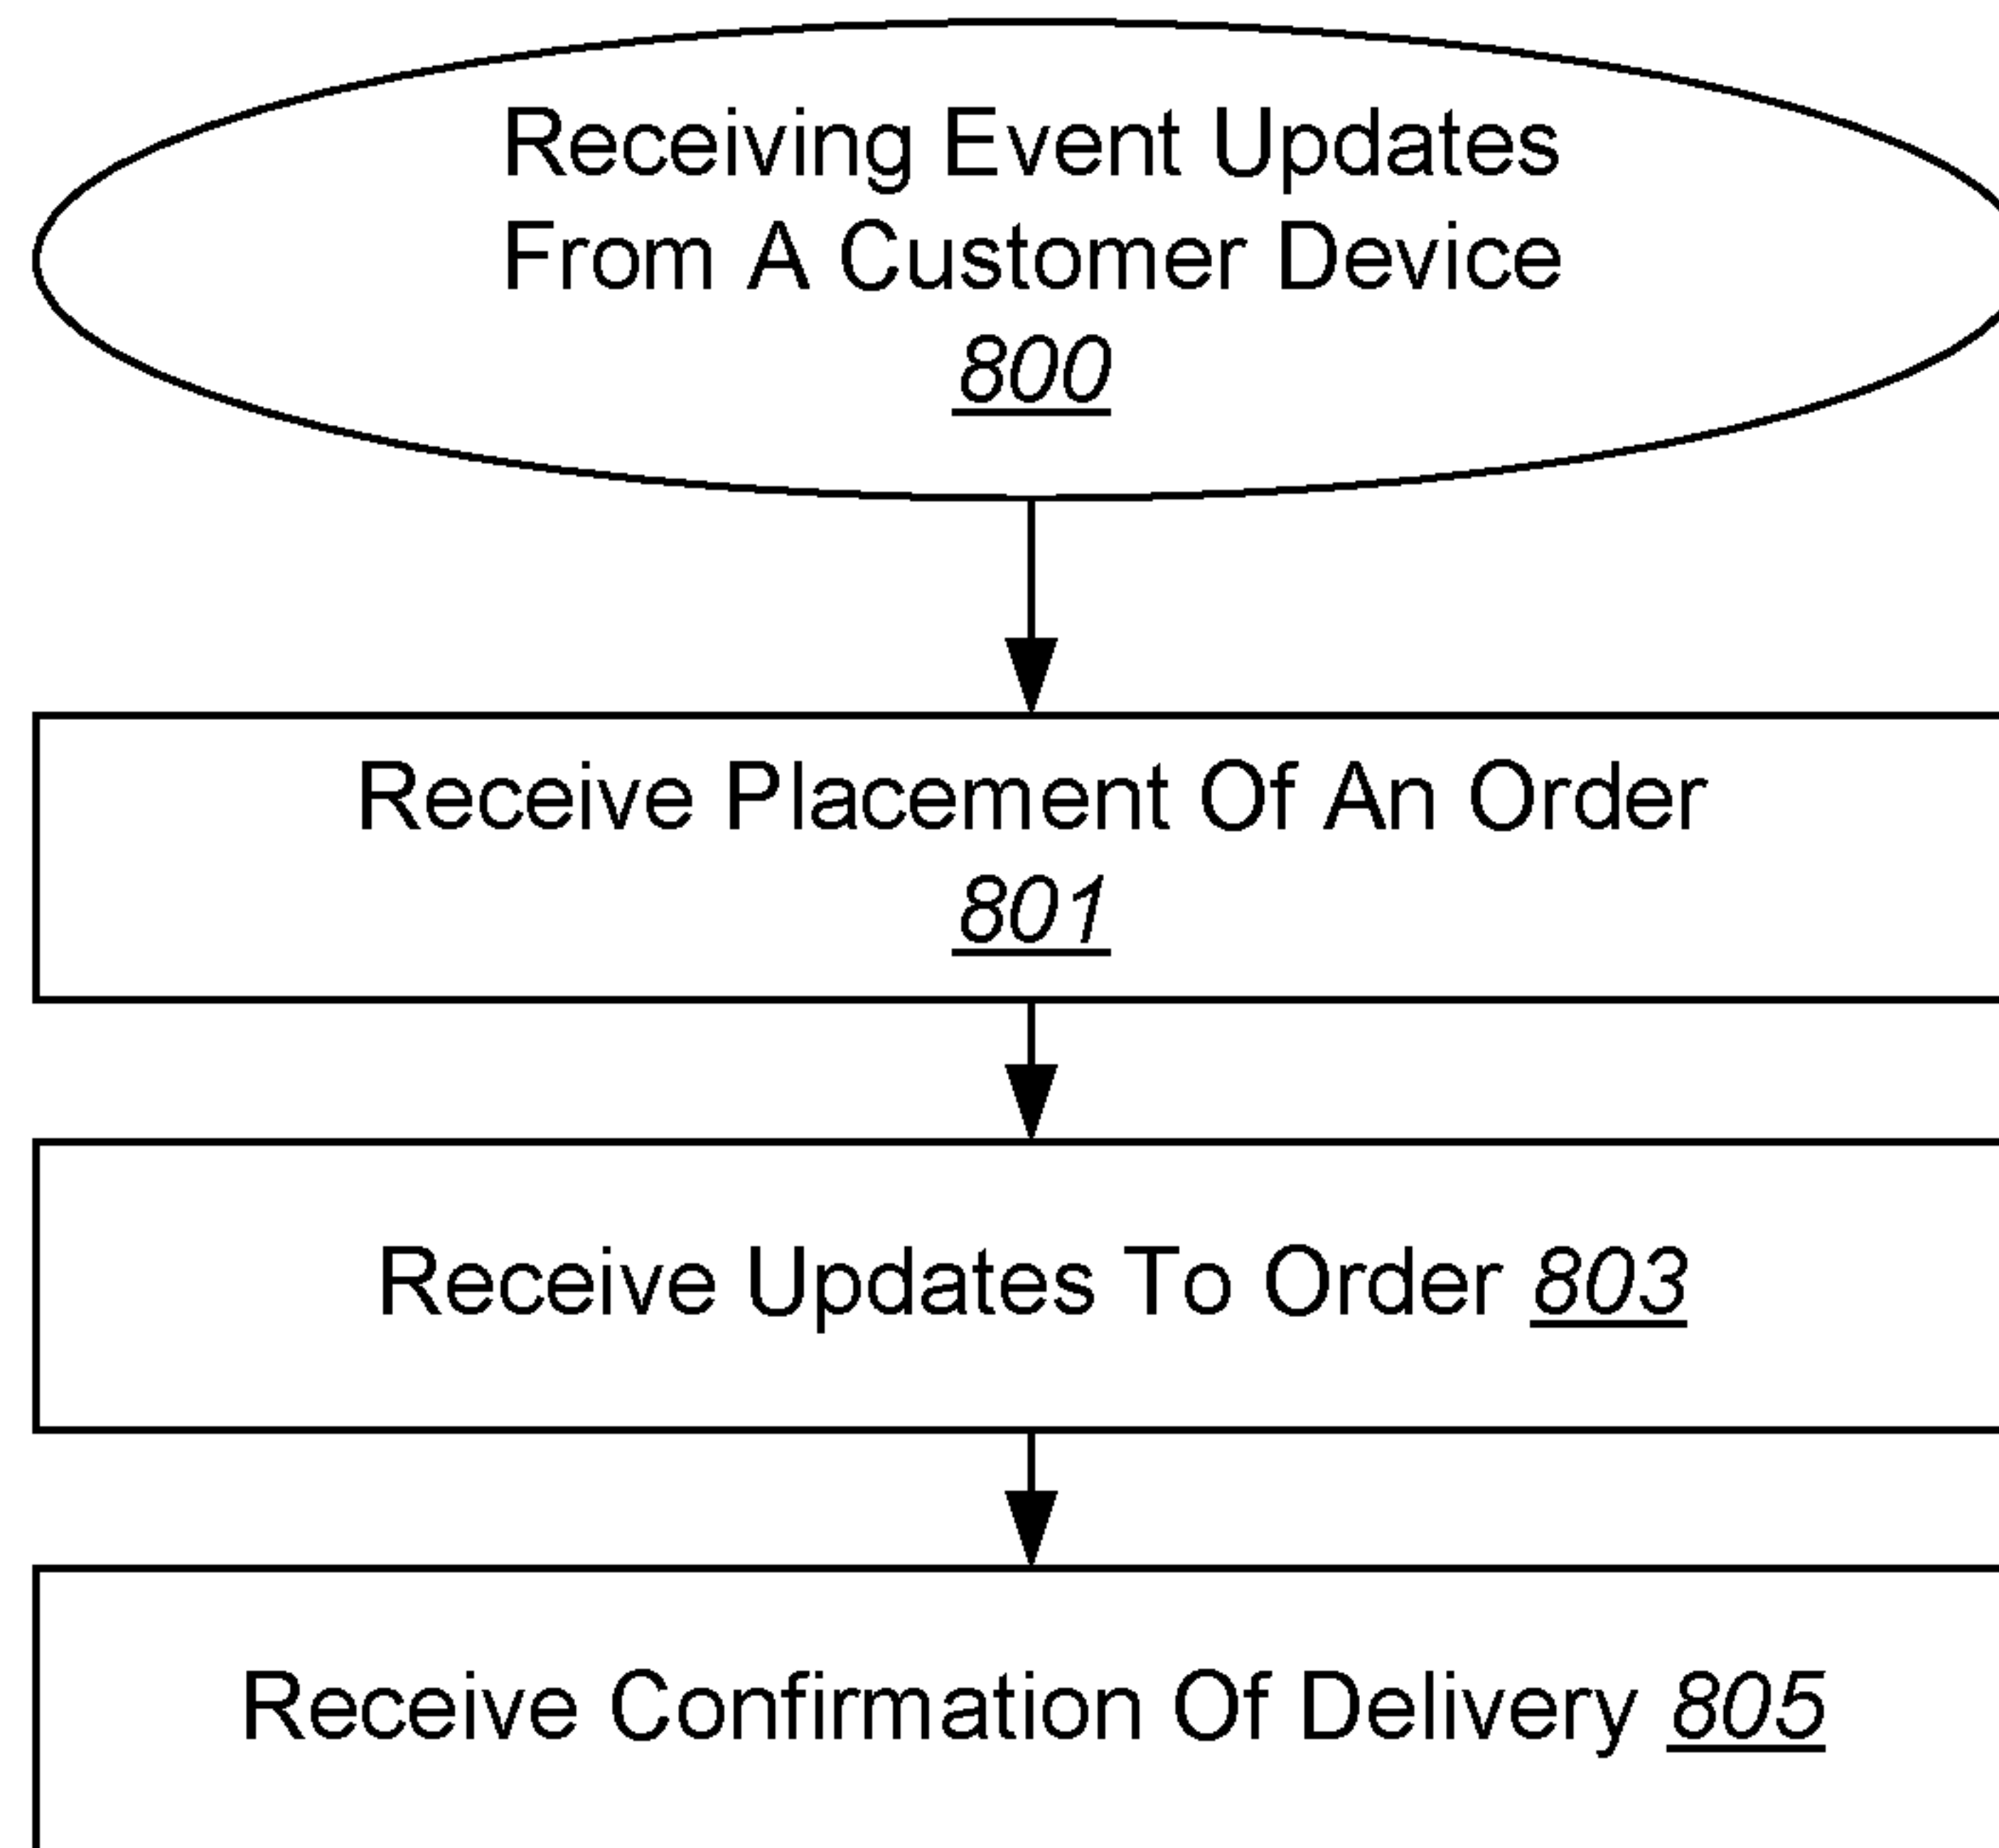 Receiving Event Updates
From A Customer Device
800
Receive Placement Of An Order
801
Receive Updates To Order 803
Receive Confirmation Of Delivery 805